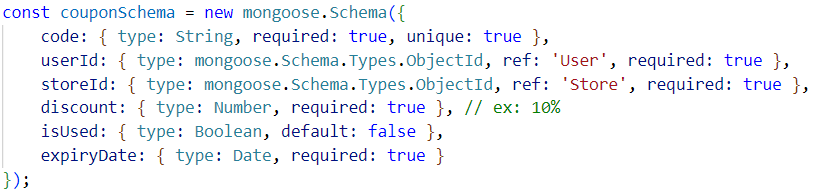 const couponSchema = new mongoose.Schema({
    code: { type: String, required: true, unique: true },
    userId: { type: mongoose.Schema.Types.ObjectId, ref: 'User', required: true },
    storeId: { type: mongoose.Schema.Types.ObjectId, ref: 'Store', required: true },
    discount: { type: Number, required: true }, // ex: 10%
    isUsed: { type: Boolean, default: false },
    expiryDate: { type: Date, required: true }
});